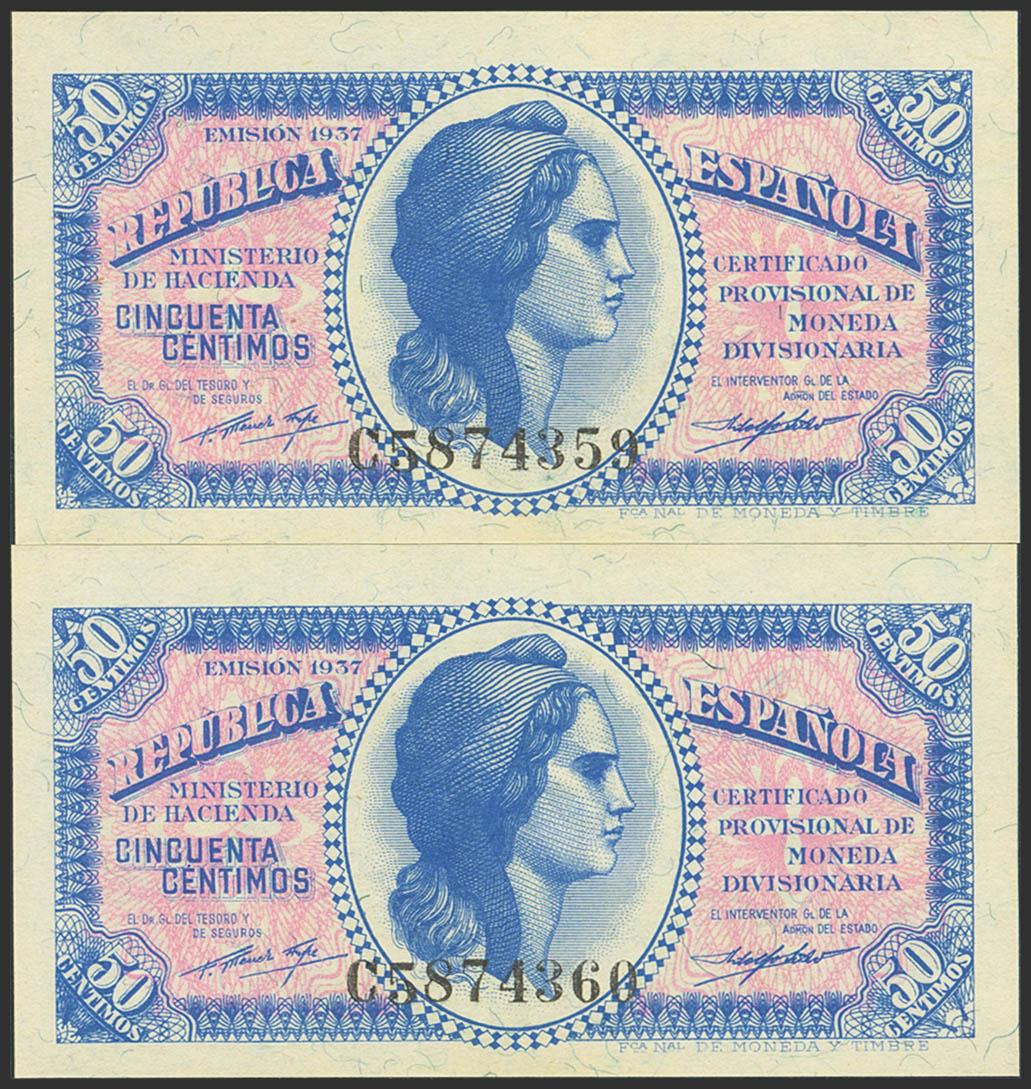 50 CENTIMOS
50 CENTIMOS
EMISIÓN 1937
REPUBLICA ESPAÑOLA
MINISTERIO
DE HACIENDA
CINCUENTA
CENTIMOS
EL DR. GL. DEL TESORO Y
DE SEGUROS
CERTIFICADO
PROVISIONAL DE
MONEDA
DIVISIONARIA
EL INTERVENTOR GL. DE LA
ADMON DEL ESTADO
C5874359
50 CENTIMOS
50 CENTIMOS
FCA NAL DE MONEDA Y TIMBRE
50 CENTIMOS
50 CENTIMOS
EMISIÓN 1937
REPUBLICA ESPAÑOLA
MINISTERIO
DE HACIENDA
CINCUENTA
CENTIMOS
EL DR. GL. DEL TESORO Y
DE SEGUROS
CERTIFICADO
PROVISIONAL DE
MONEDA
DIVISIONARIA
EL INTERVENTOR GL. DE LA
ADMON DEL ESTADO
C5874360
50 CENTIMOS
50 CENTIMOS
FCA NAL DE MONEDA Y TIMBRE